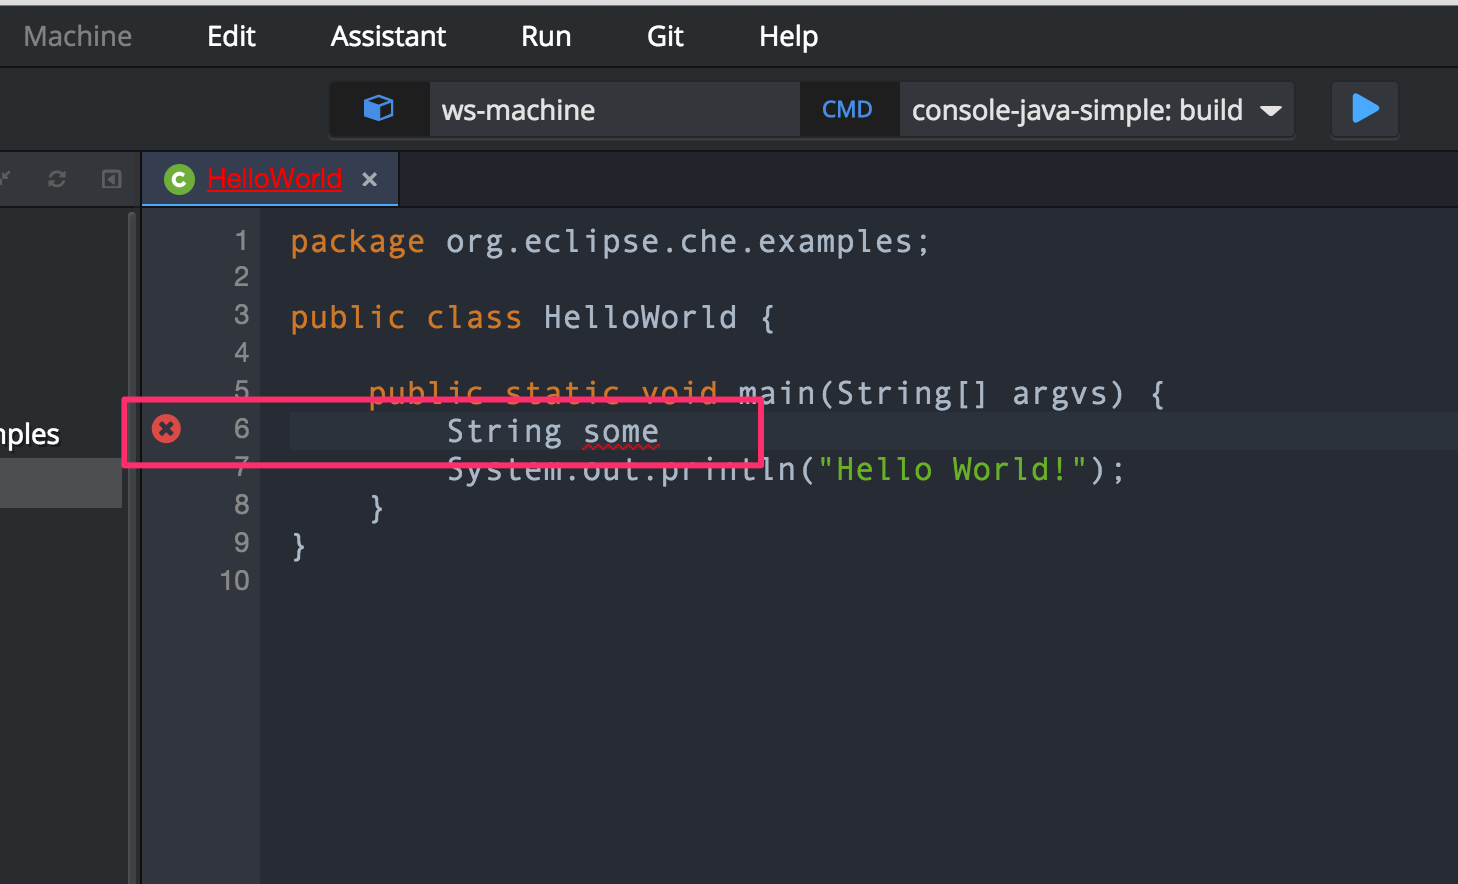 Machine Edit Assistant Run Git Help
ws-machine CMD console-java-simple: build
C HelloWorld ×
1 package org.eclipse.che.examples;
2
3 public class HelloWorld {
4
5 public static void main(String[] argvs) {
mples
6 String some
7 System.out.println("Hello World!");
8 }
9 }
10